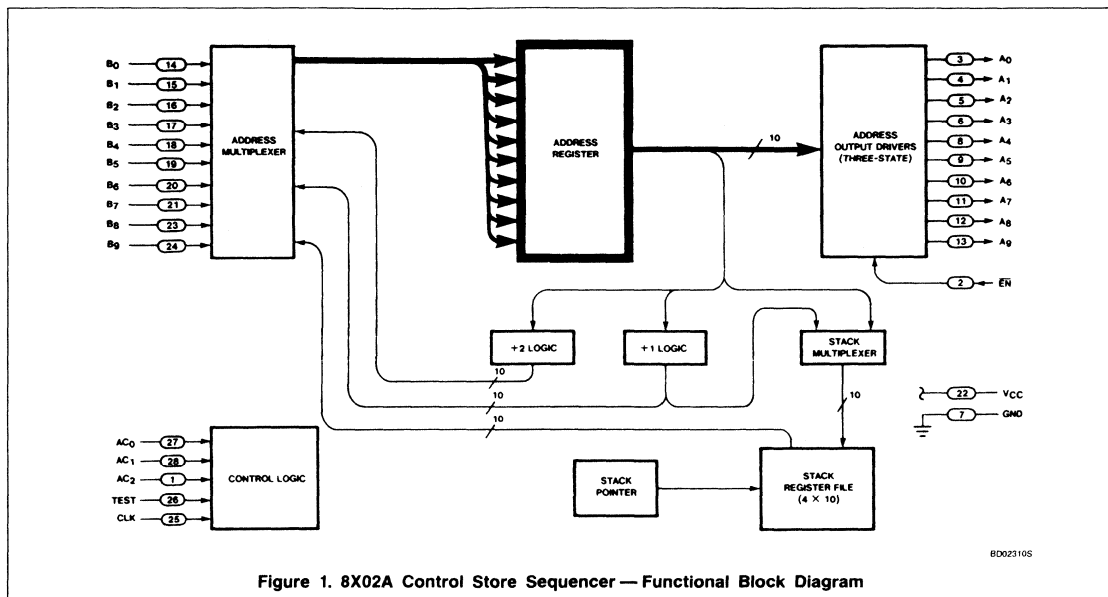 B0 14
B1 15
B2 16
B3 17
B4 18
B5 19
B6 20
B7 21
B8 23
B9 24
ADDRESS
MULTIPLEXER
ADDRESS
REGISTER
10
ADDRESS
OUTPUT DRIVERS
(THREE-STATE)
3 A0
4 A1
5 A2
6 A3
8 A4
9 A5
10 A6
11 A7
12 A8
13 A9
2 EN
+2 LOGIC
+1 LOGIC
STACK
MULTIPLEXER
10
10
10
10
22 VCC
7 GND
AC0 27
AC1 28
AC2 1
TEST 26
CLK 25
CONTROL LOGIC
STACK
POINTER
STACK
REGISTER FILE
(4 × 10)
BD02310S
Figure 1. 8X02A Control Store Sequencer — Functional Block Diagram